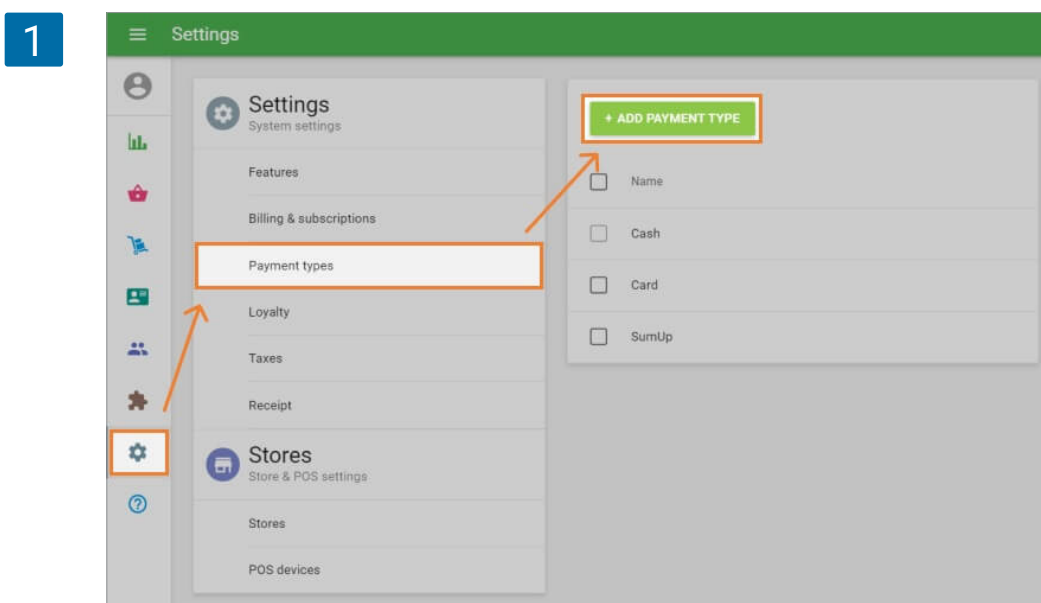 1
Settings
Settings
System settings
Features
Billing & subscriptions
Payment types
Loyalty
Taxes
Receipt
Stores
Store & POS settings
Stores
POS devices
+ ADD PAYMENT TYPE
Name
Cash
Card
SumUp